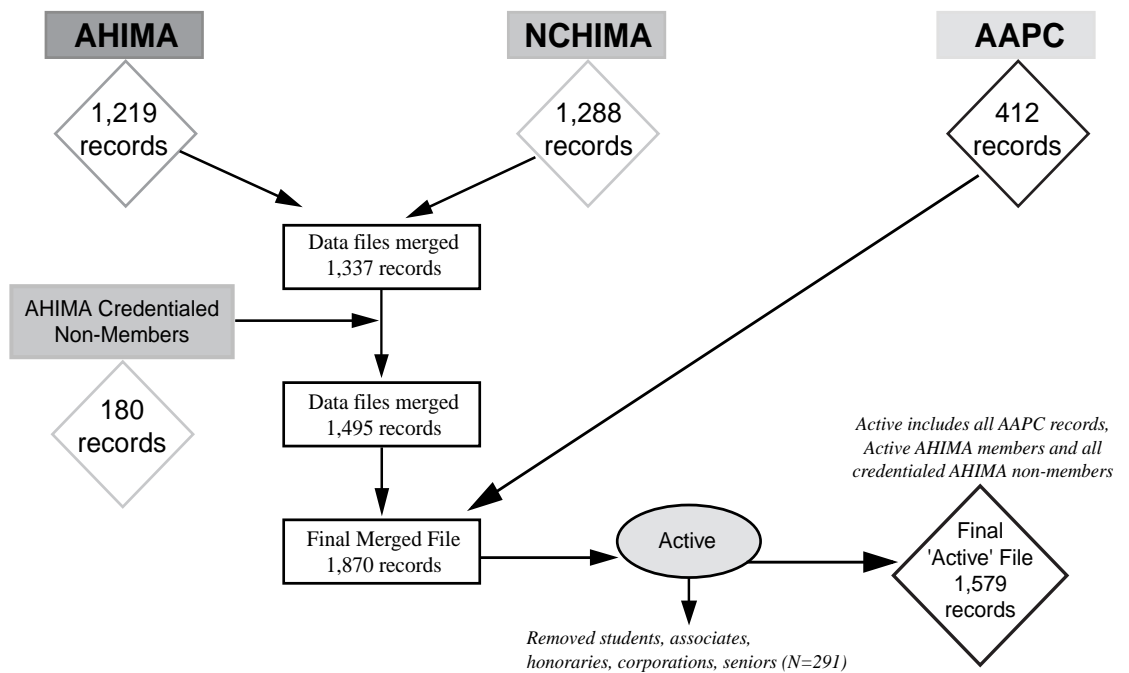 AHIMA
NCHIMA
AAPC
1,219
records
1,288
records
412
records
Data files merged
1,337 records
AHIMA Credentialed
Non-Members
180
records
Data files merged
1,495 records
Active includes all AAPC records,
Active AHIMA members and all
credentialed AHIMA non-members
Final Merged File
1,870 records
Active
Final
'Active' File
1,579
records
Removed students, associates,
honoraries, corporations, seniors (N=291)